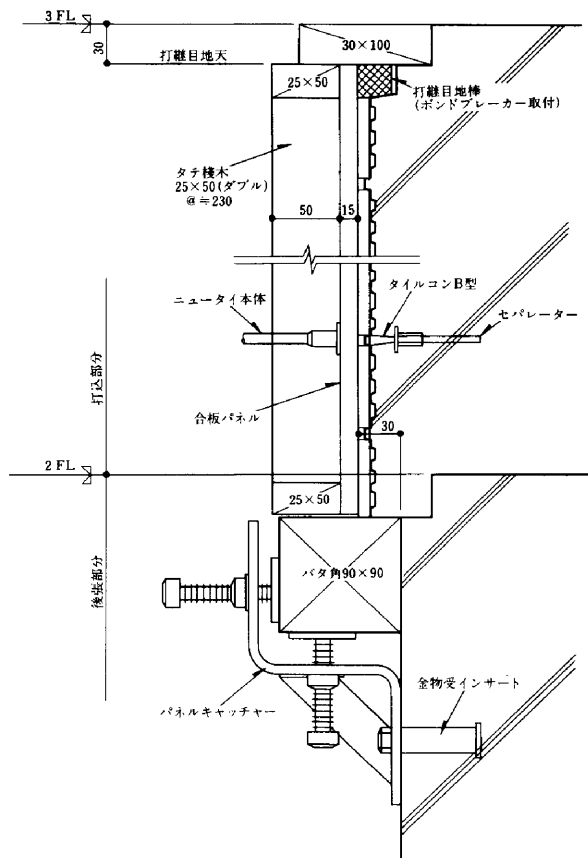 3 FL
30
打継目地天
30×100
25×50
打継目地棒
(ボンドブレーカー取付)
タテ棧木
25×50(ダブル)
@≒230
50
15
ニュータイ本体
タイルコンB型
セパレーター
打込部分
合板パネル
30
2 FL
25×50
後張部分
バタ角90×90
パネルキャッチャー
金物受インサート